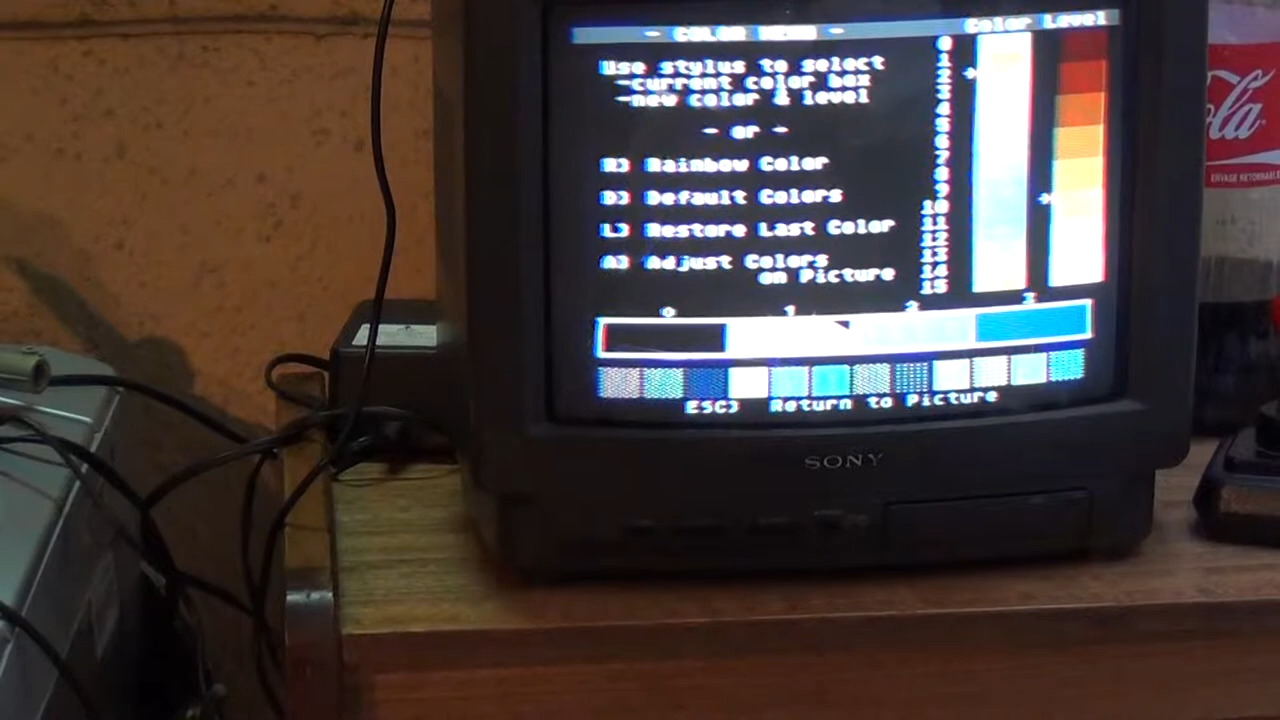 - COLOR MENU -
Color Level
Use stylus to select
-current color box
-new color & level
- or -
R] Rainbow Color
D] Default Colors
L] Restore Last Color
A] Adjust Colors
on Picture
0
1
2
3
4
5
6
7
8
9
10
11
12
13
14
15
0 1 2 3
ESC] Return to Picture
SONY
Cola
ENVASE RETORNABLE